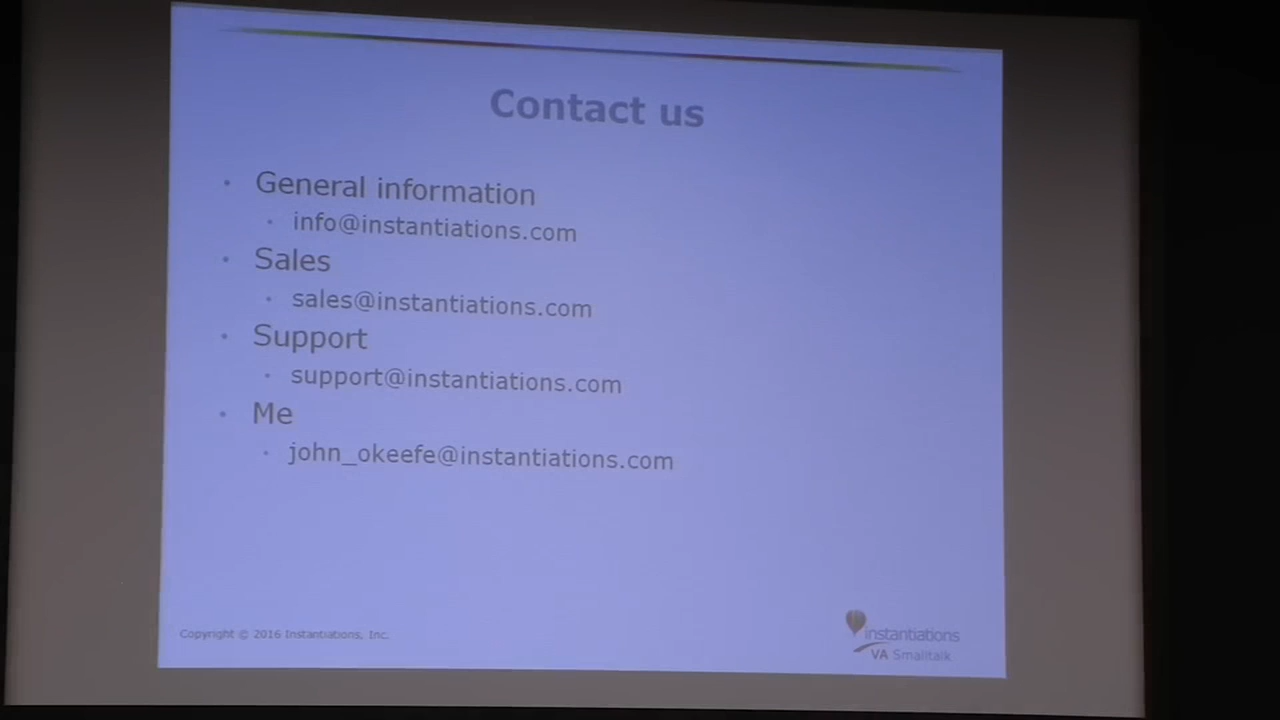 Contact us
General information
info@instantiations.com
Sales
sales@instantiations.com
Support
support@instantiations.com
Me
john_okeefe@instantiations.com
Copyright © 2016 Instantiations, Inc.
instantiations
VA Smalltalk